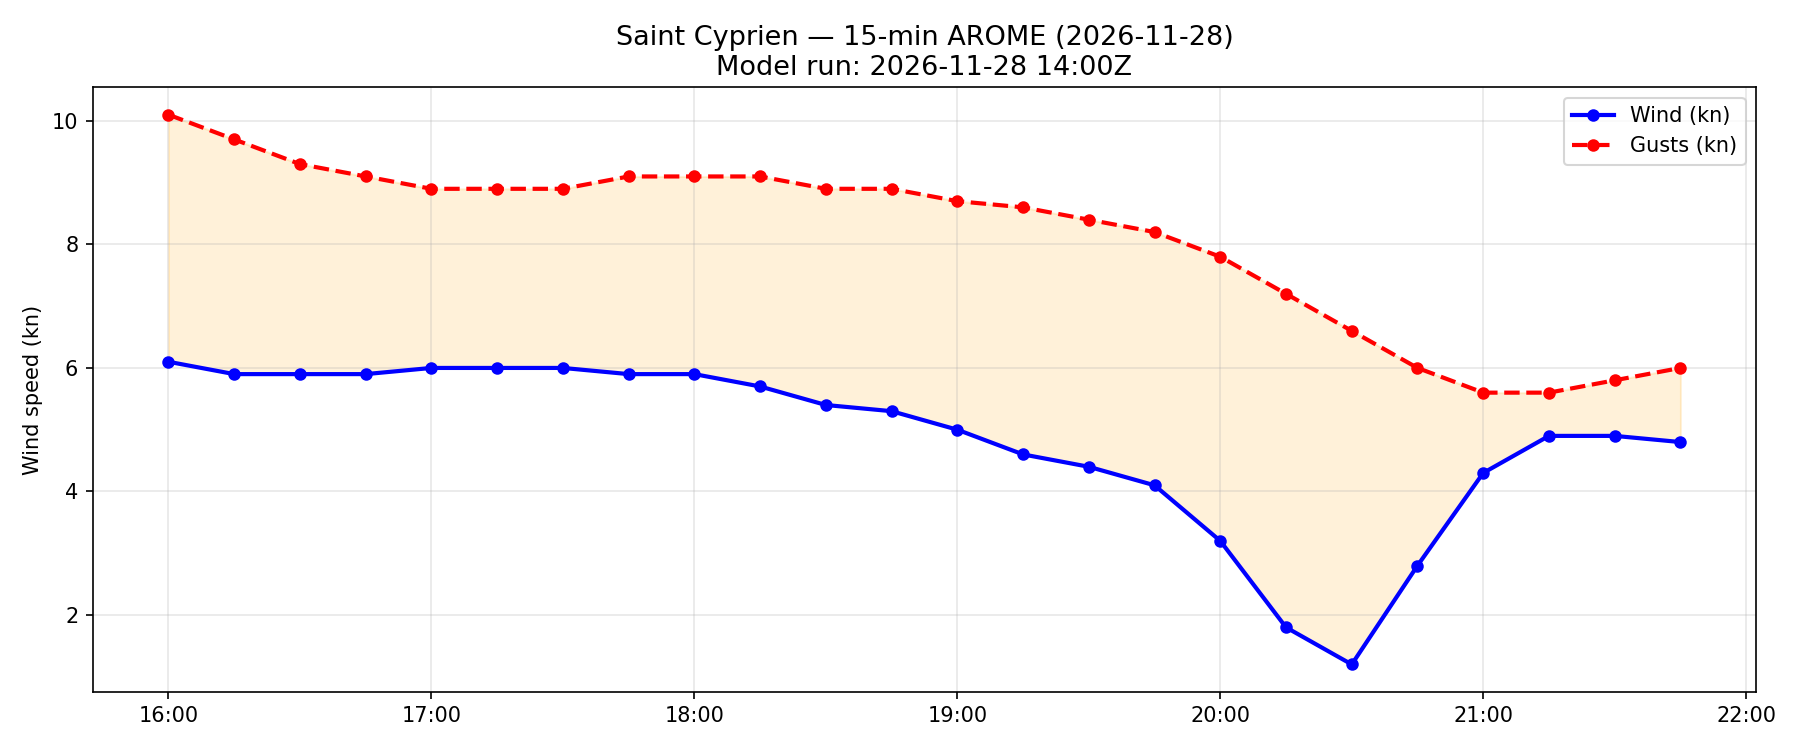 Saint Cyprien — 15-min AROME (2026-11-28)
Model run: 2026-11-28 14:00Z
Wind (kn)
Gusts (kn)
Wind speed (kn)
10
8
6
4
2
16:00 17:00 18:00 19:00 20:00 21:00 22:00